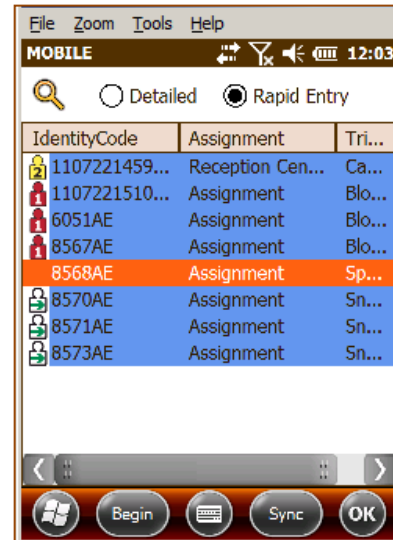 File Zoom Tools Help
MOBILE 12:03
Detailed Rapid Entry
IdentityCode Assignment Tri...
2 1107221459... Reception Cen... Ca...
1 1107221510... Assignment Blo...
1 6051AE Assignment Blo...
1 8567AE Assignment Blo...
8568AE Assignment Sp...
8570AE Assignment Sn...
8571AE Assignment Sn...
8573AE Assignment Sn...
Begin Sync OK